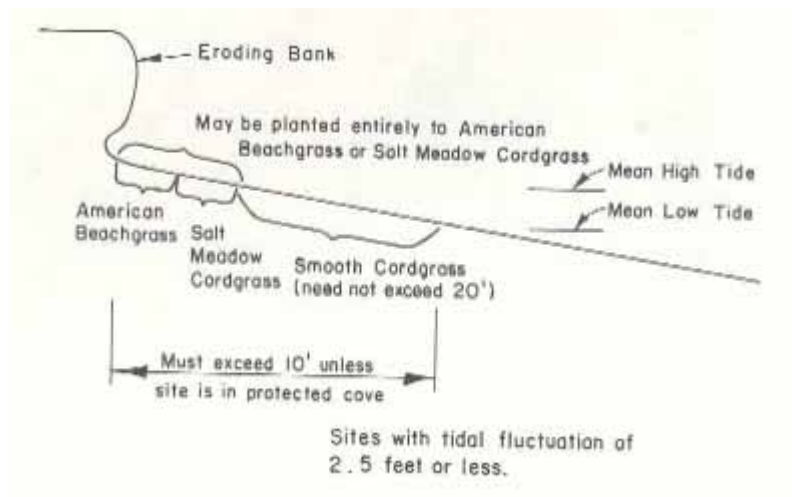 Eroding Bank
May be planted entirely to American
Beachgrass or Salt Meadow Cordgrass
Mean High Tide
Mean Low Tide
American
Beachgrass
Salt
Meadow
Cordgrass
Smooth Cordgrass
(need not exceed 20')
Must exceed 10' unless
site is in protected cove
Sites with tidal fluctuation of
2.5 feet or less.